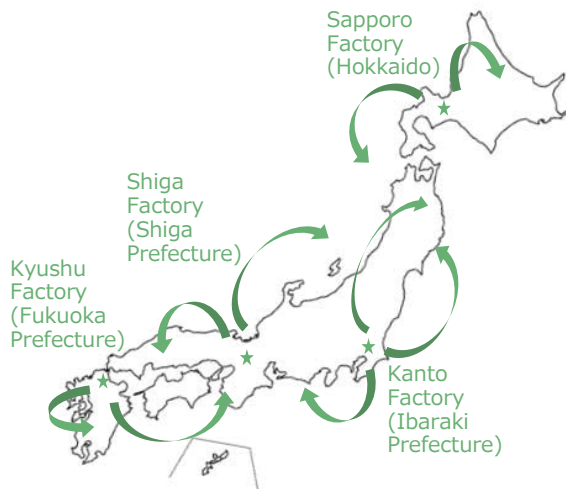 Sapporo
Factory
(Hokkaido)
Shiga
Factory
(Shiga
Prefecture)
Kyushu
Factory
(Fukuoka
Prefecture)
Kanto
Factory
(Ibaraki
Prefecture)